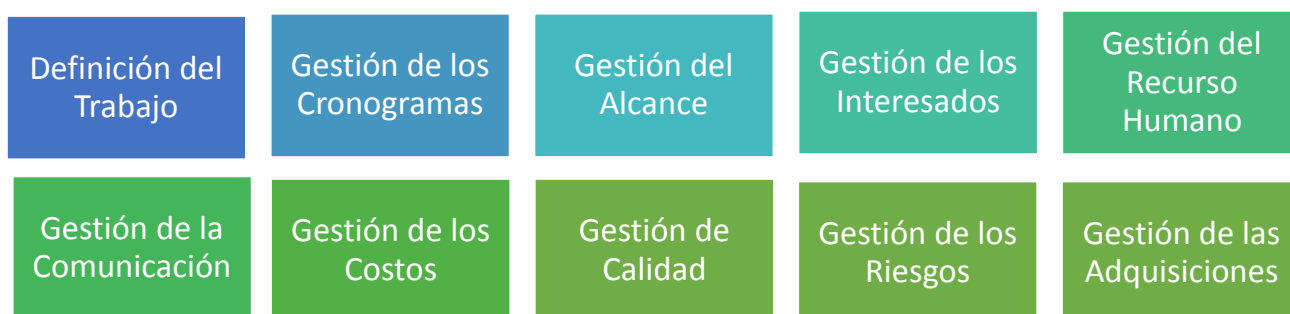 Definición del
Trabajo
Gestión de los
Cronogramas
Gestión del
Alcance
Gestión de los
Interesados
Gestión del
Recurso
Humano
Gestión de la
Comunicación
Gestión de los
Costos
Gestión de
Calidad
Gestión de los
Riesgos
Gestión de las
Adquisiciones